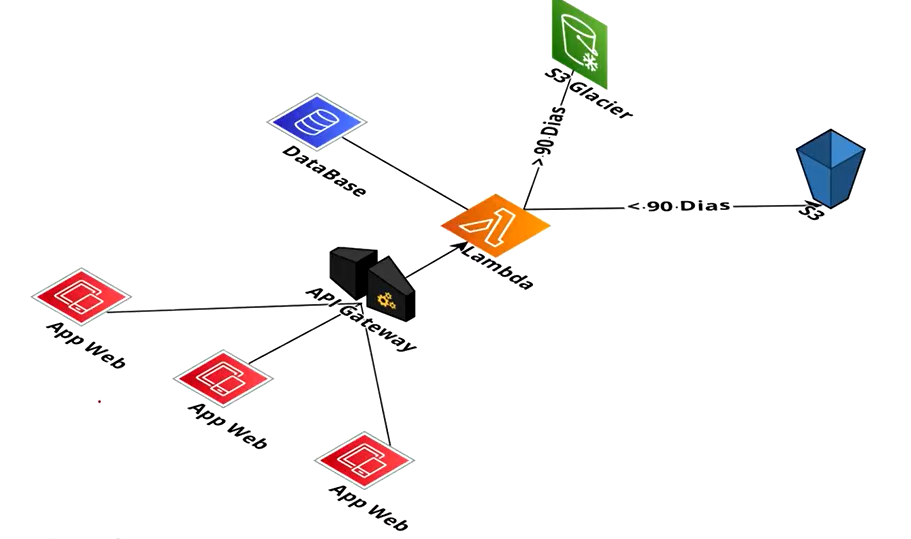 S3 Glacier
> 90 Dias
DataBase
< 90 Dias
S3
Lambda
API Gateway
App Web
App Web
App Web